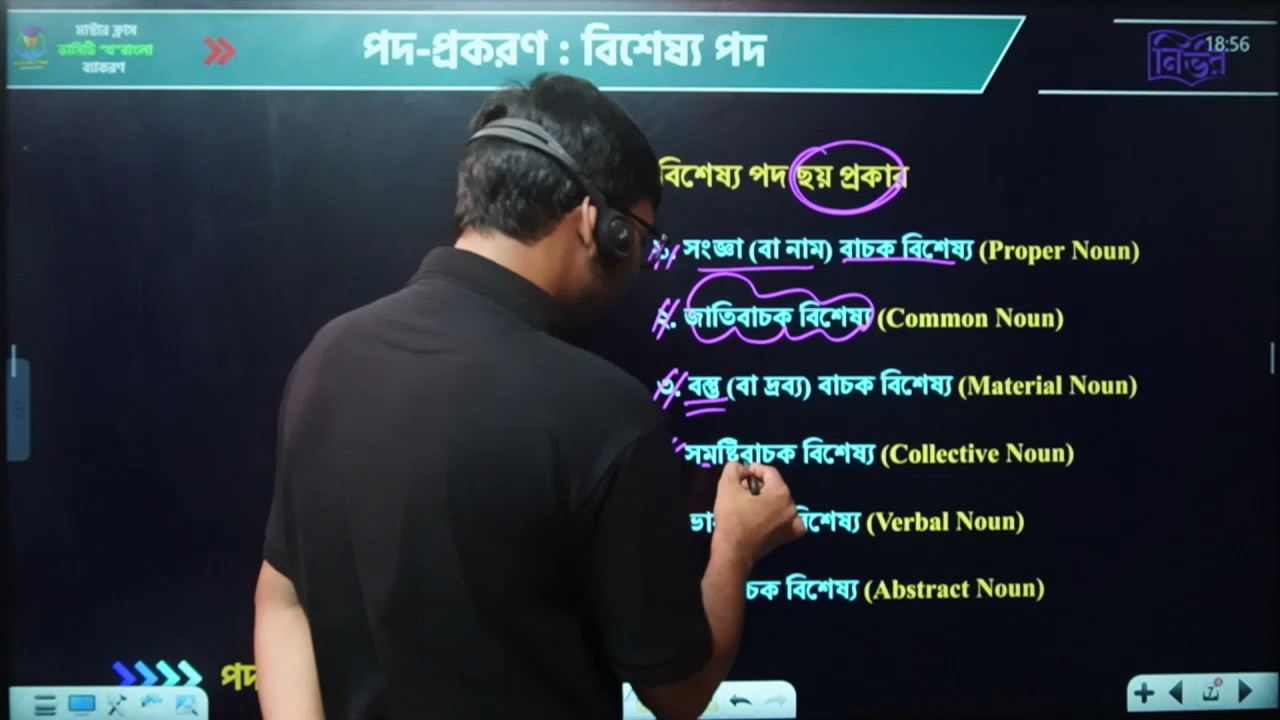 মাস্টার ক্লাস
ভার্সিটি "খ"বাংলা
ব্যাকরণ
পদ-প্রকরণ : বিশেষ্য পদ
18:56
নির্ভর
বিশেষ্য পদ ছয় প্রকার
১. সংজ্ঞা (বা নাম) বাচক বিশেষ্য (Proper Noun)
২. জাতিবাচক বিশেষ্য (Common Noun)
৩. বস্তু (বা দ্রব্য) বাচক বিশেষ্য (Material Noun)
সমষ্টিবাচক বিশেষ্য (Collective Noun)
বিশেষ্য (Verbal Noun)
বিশেষ্য (Abstract Noun)
পদ